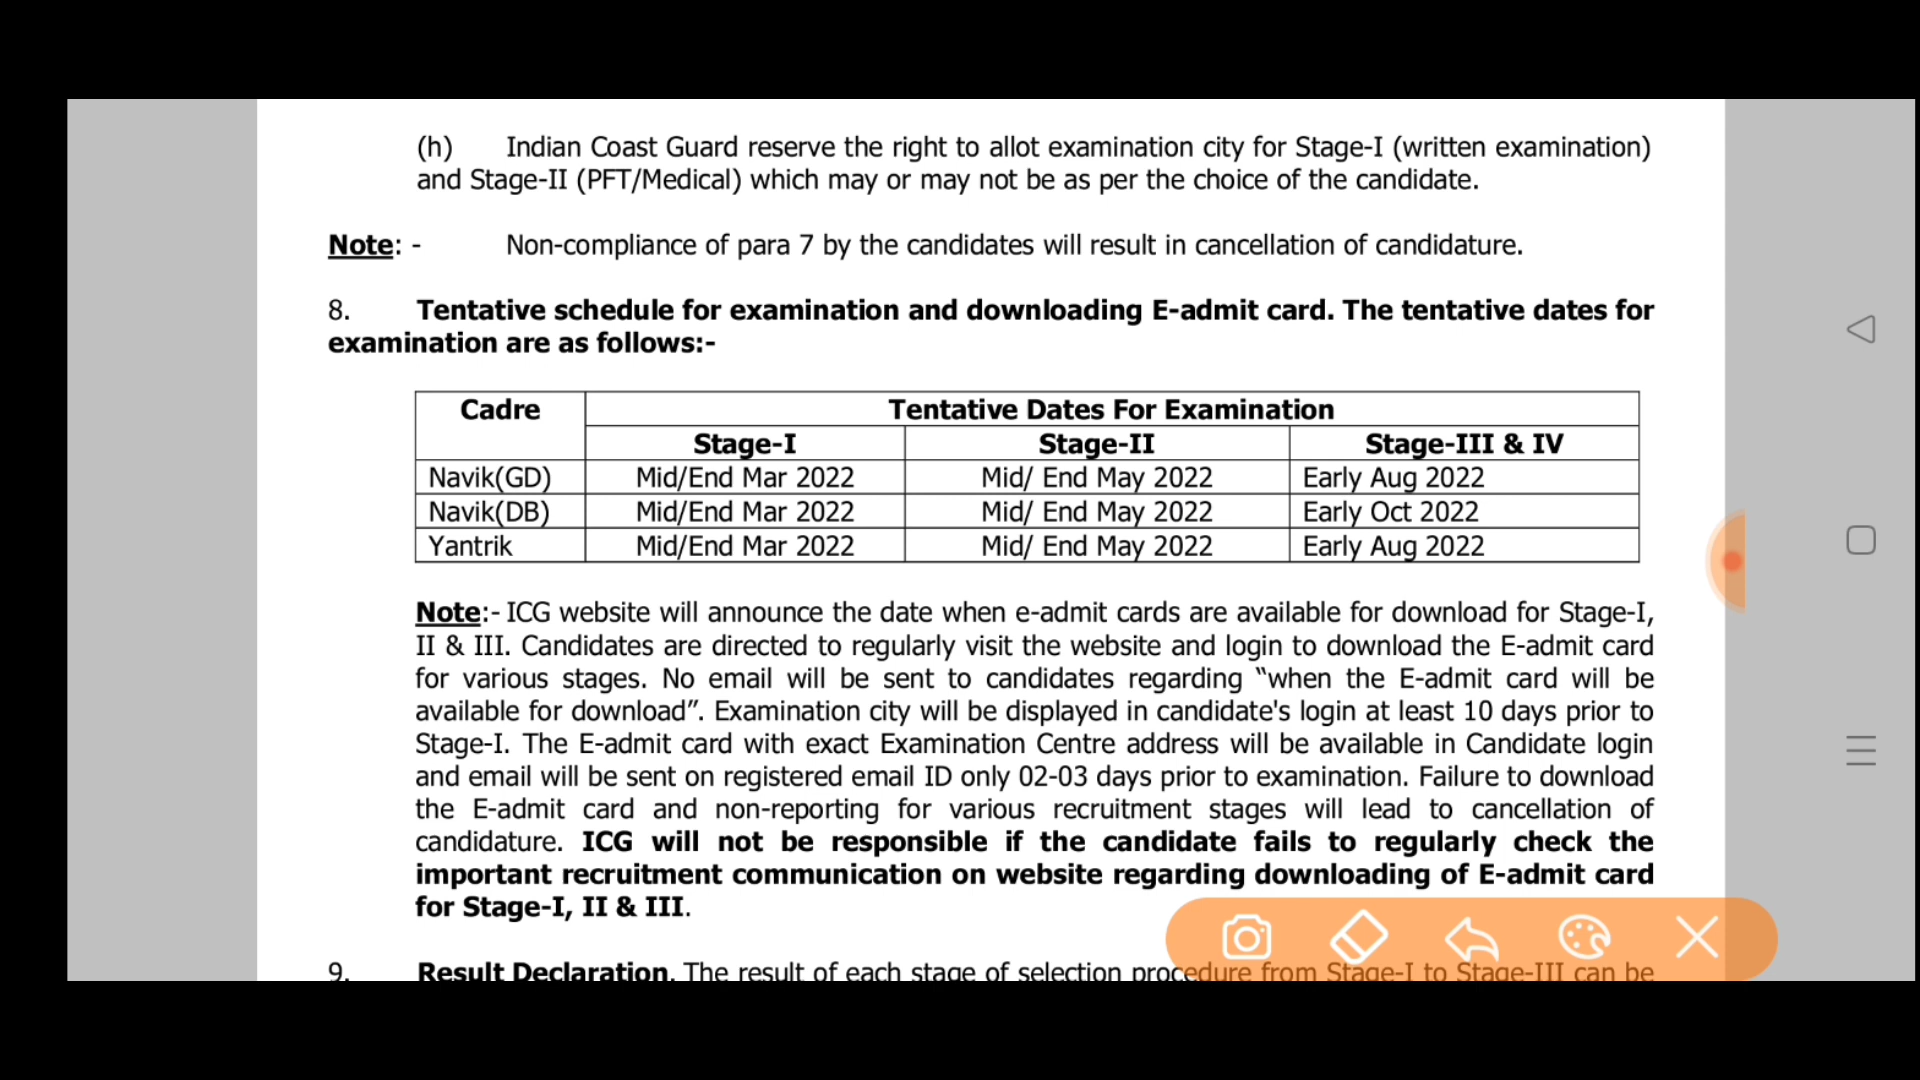 (h) Indian Coast Guard reserve the right to allot examination city for Stage-I (written examination)
and Stage-II (PFT/Medical) which may or may not be as per the choice of the candidate.
Note: - Non-compliance of para 7 by the candidates will result in cancellation of candidature.
8. Tentative schedule for examination and downloading E-admit card. The tentative dates for
examination are as follows:-
Cadre Tentative Dates For Examination
Stage-I Stage-II Stage-III & IV
Navik(GD) Mid/End Mar 2022 Mid/ End May 2022 Early Aug 2022
Navik(DB) Mid/End Mar 2022 Mid/ End May 2022 Early Oct 2022
Yantrik Mid/End Mar 2022 Mid/ End May 2022 Early Aug 2022
Note:- ICG website will announce the date when e-admit cards are available for download for Stage-I,
II & III. Candidates are directed to regularly visit the website and login to download the E-admit card
for various stages. No email will be sent to candidates regarding “when the E-admit card will be
available for download”. Examination city will be displayed in candidate's login at least 10 days prior to
Stage-I. The E-admit card with exact Examination Centre address will be available in Candidate login
and email will be sent on registered email ID only 02-03 days prior to examination. Failure to download
the E-admit card and non-reporting for various recruitment stages will lead to cancellation of
candidature. ICG will not be responsible if the candidate fails to regularly check the
important recruitment communication on website regarding downloading of E-admit card
for Stage-I, II & III.
9. Result Declaration. The result of each stage of selection procedure from Stage-I to Stage-III can be